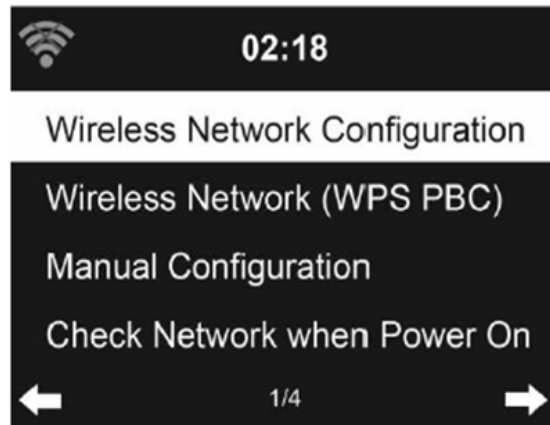 02:18
Wireless Network Configuration
Wireless Network (WPS PBC)
Manual Configuration
Check Network when Power On
1/4